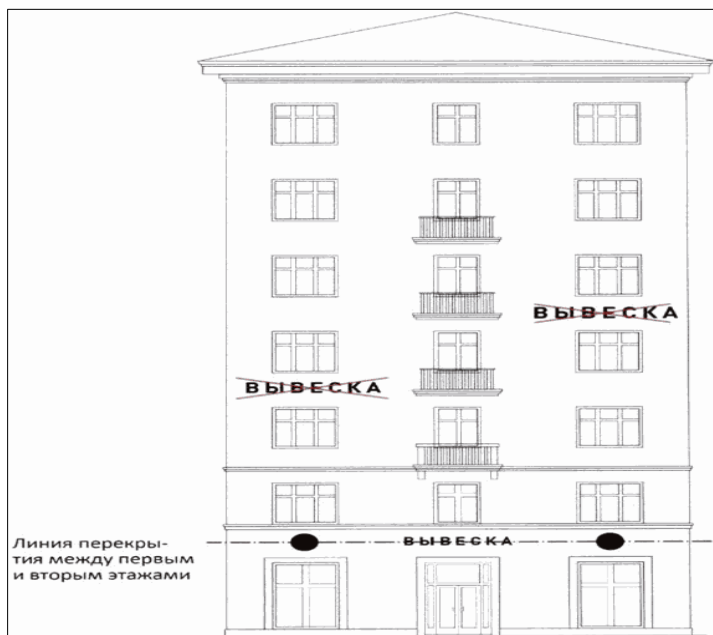 ВЫВЕСКА
ВЫВЕСКА
ВЫВЕСКА
Линия перекры-
тия между первым
и вторым этажами